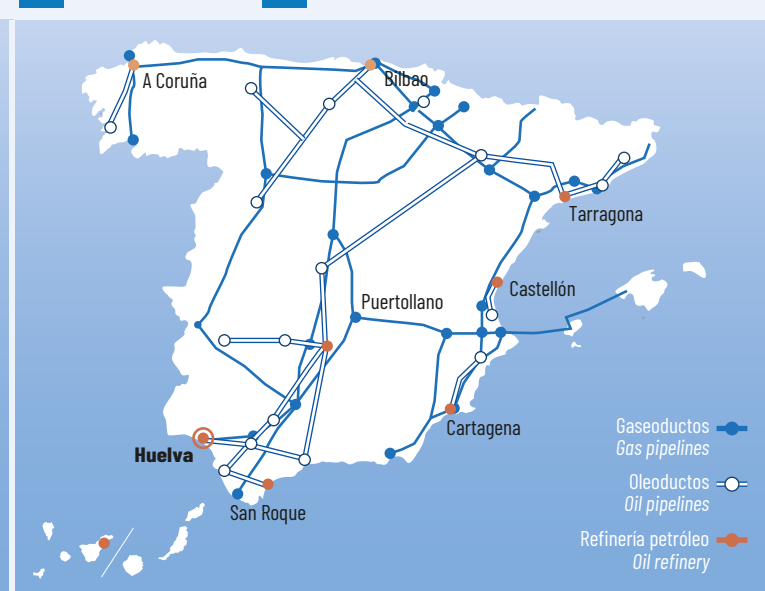 A Coruña
Bilbao
Tarragona
Castellón
Puertollano
Cartagena
Huelva
San Roque
Gaseoductos
Gas pipelines
Oleoductos
Oil pipelines
Refinería petróleo
Oil refinery